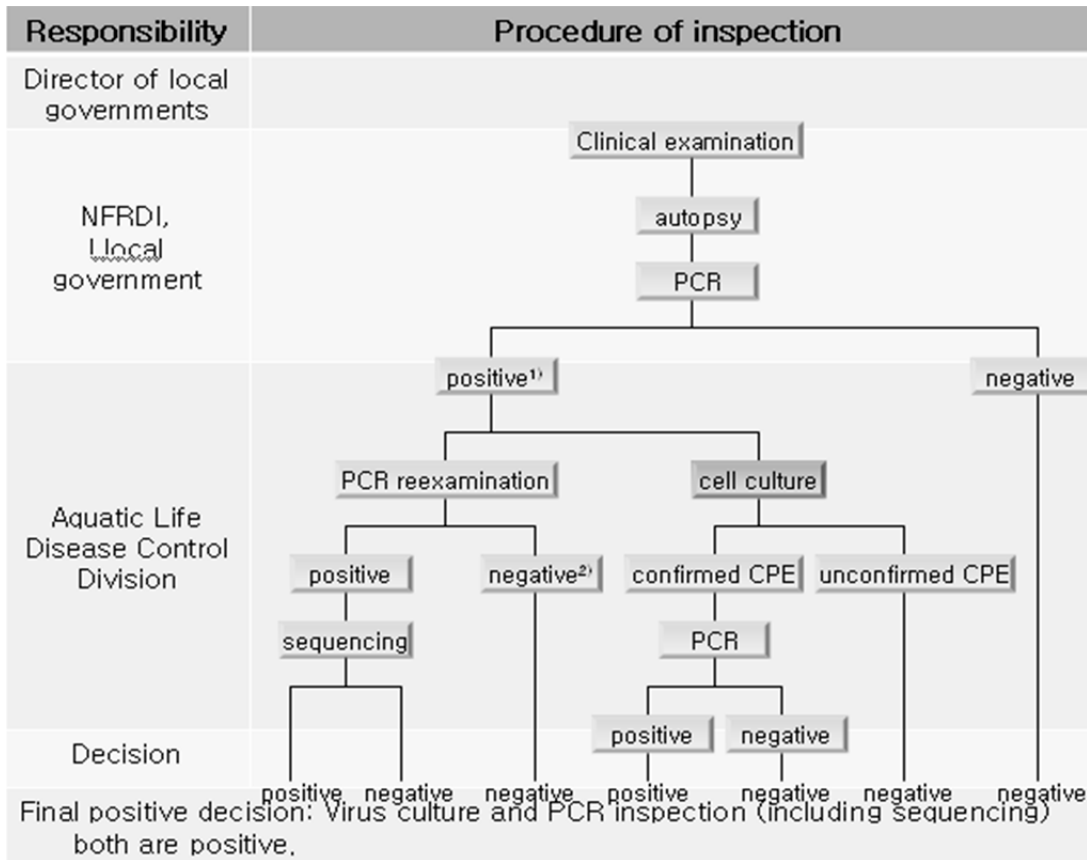 Responsibility Procedure of inspection
Director of local
governments
Clinical examination
NFRDI,
Llocal
government
autopsy
PCR
positive¹⁾ negative
PCR reexamination cell culture
Aquatic Life
Disease Control
Division
positive negative²⁾ confirmed CPE unconfirmed CPE
sequencing PCR
positive negative
Decision
positive negative negative positive negative negative negative
Final positive decision: Virus culture and PCR inspection (including sequencing)
both are positive.